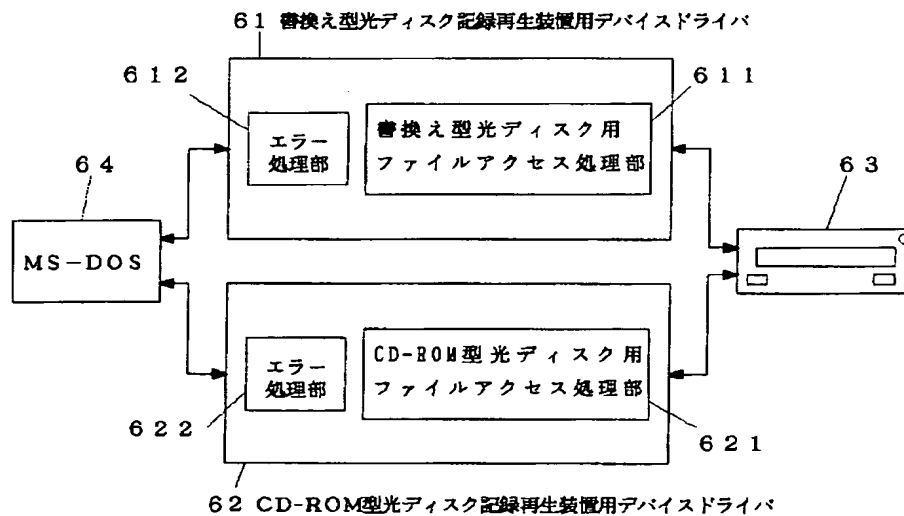 61 書換え型光ディスク記録再生装置用デバイスドライバ
612
611
エラー
処理部
書換え型光ディスク用
ファイルアクセス処理部
64
63
MS-DOS
エラー
処理部
CD-ROM型光ディスク用
ファイルアクセス処理部
622
621
62 CD-ROM型光ディスク記録再生装置用デバイスドライバ